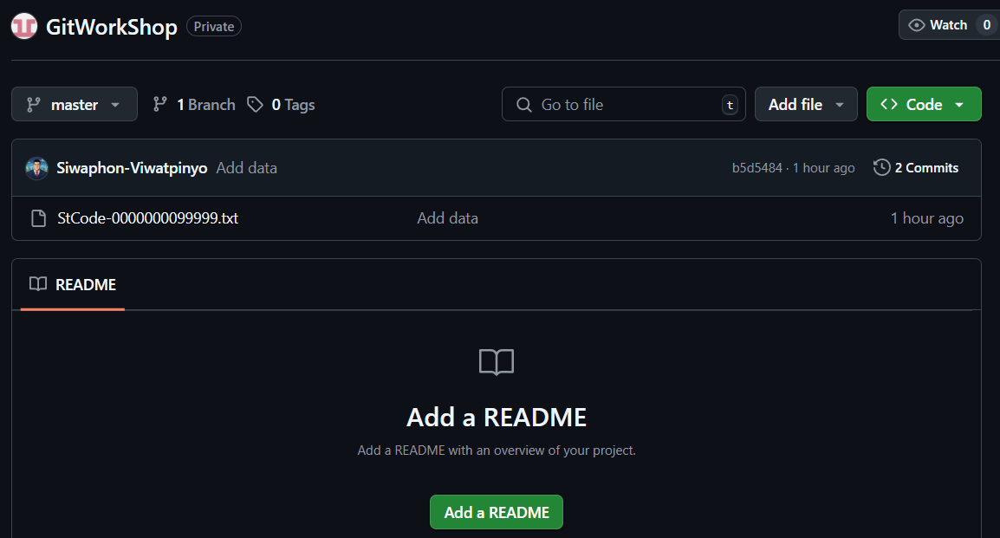 GitWorkShop Private Watch 0
master 1 Branch 0 Tags Go to file t Add file Code
Siwaphon-Viwatpinyo Add data b5d5484 · 1 hour ago 2 Commits
StCode-0000000099999.txt Add data 1 hour ago
README
Add a README
Add a README with an overview of your project.
Add a README